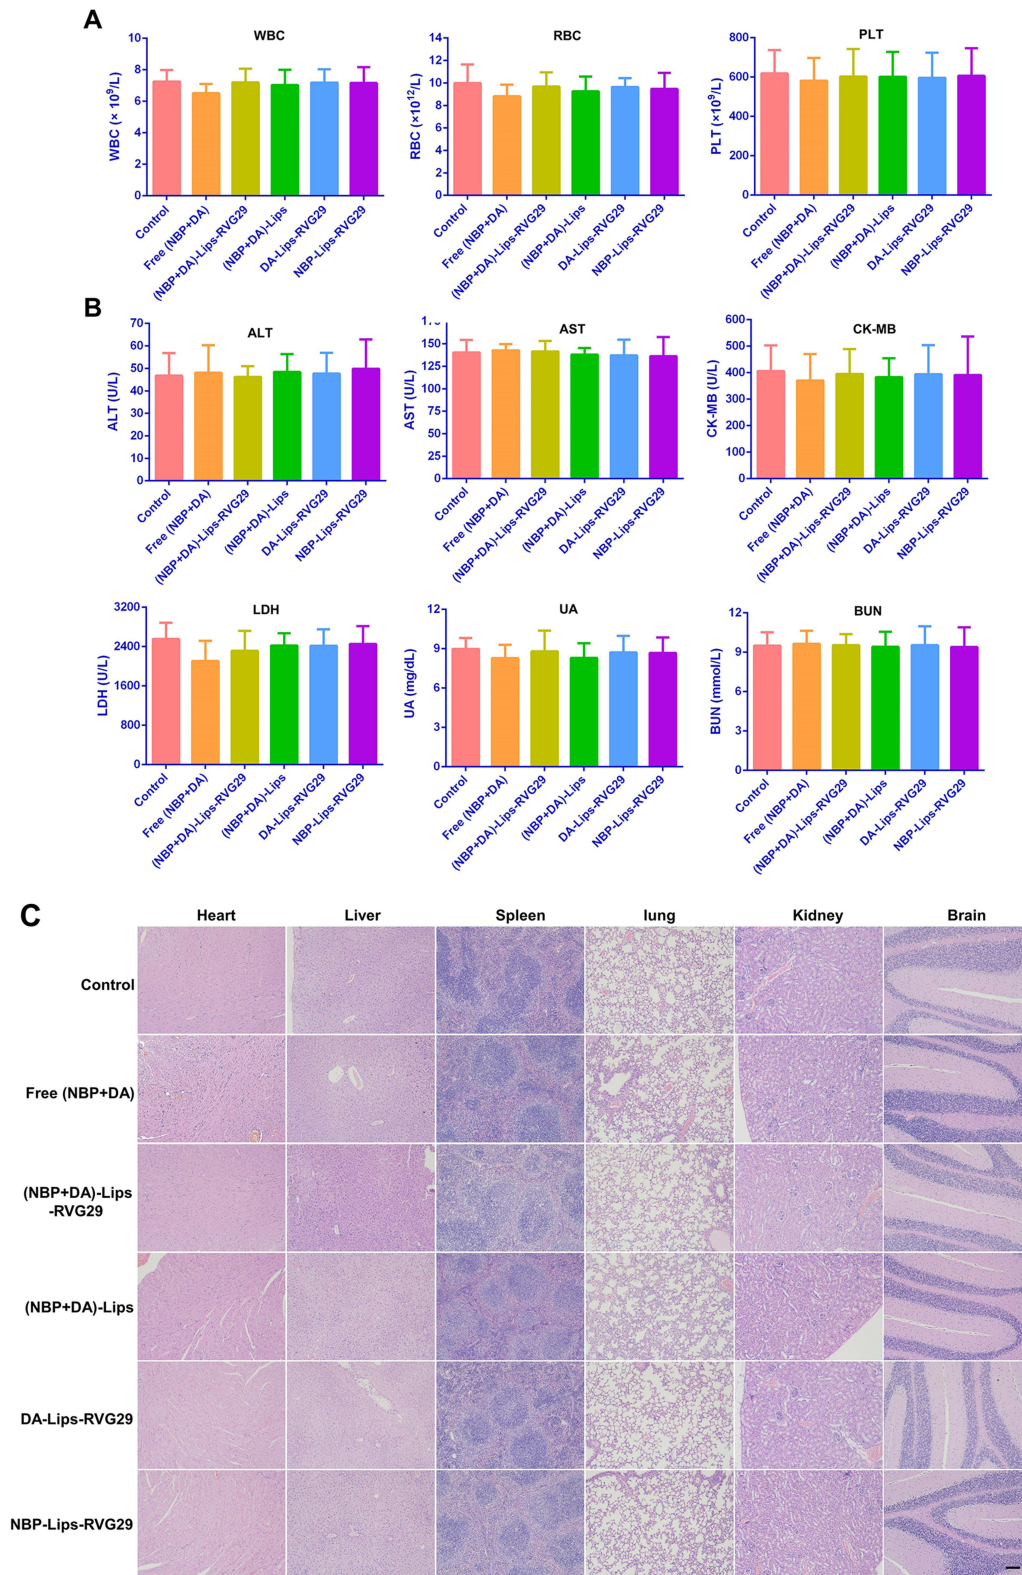 A
WBC
WBC (× 10⁹/L)
10
8
6
4
2
0
Control
Free (NBP+DA)
(NBP+DA)-Lips-RVG29
(NBP+DA)-Lips
DA-Lips-RVG29
NBP-Lips-RVG29
RBC
RBC (×10¹²/L)
14
12
10
8
6
4
2
0
Control
Free (NBP+DA)
(NBP+DA)-Lips-RVG29
(NBP+DA)-Lips
DA-Lips-RVG29
NBP-Lips-RVG29
PLT
PLT (×10⁹/L)
800
600
400
200
0
Control
Free (NBP+DA)
(NBP+DA)-Lips-RVG29
(NBP+DA)-Lips
DA-Lips-RVG29
NBP-Lips-RVG29
B
ALT
ALT (U/L)
70
60
50
40
30
20
10
0
Control
Free (NBP+DA)
(NBP+DA)-Lips-RVG29
(NBP+DA)-Lips
DA-Lips-RVG29
NBP-Lips-RVG29
AST
AST (U/L)
175
150
125
100
75
50
25
0
Control
Free (NBP+DA)
(NBP+DA)-Lips-RVG29
(NBP+DA)-Lips
DA-Lips-RVG29
NBP-Lips-RVG29
CK-MB
CK-MB (U/L)
600
500
400
300
200
100
0
Control
Free (NBP+DA)
(NBP+DA)-Lips-RVG29
(NBP+DA)-Lips
DA-Lips-RVG29
NBP-Lips-RVG29
LDH
LDH (U/L)
3200
2400
1600
800
0
Control
Free (NBP+DA)
(NBP+DA)-Lips-RVG29
(NBP+DA)-Lips
DA-Lips-RVG29
NBP-Lips-RVG29
UA
UA (mg/dL)
12
9
6
3
0
Control
Free (NBP+DA)
(NBP+DA)-Lips-RVG29
(NBP+DA)-Lips
DA-Lips-RVG29
NBP-Lips-RVG29
BUN
BUN (mmol/L)
12
9
6
3
0
Control
Free (NBP+DA)
(NBP+DA)-Lips-RVG29
(NBP+DA)-Lips
DA-Lips-RVG29
NBP-Lips-RVG29
C
Heart Liver Spleen lung Kidney Brain
Control
Free (NBP+DA)
(NBP+DA)-Lips
-RVG29
(NBP+DA)-Lips
DA-Lips-RVG29
NBP-Lips-RVG29